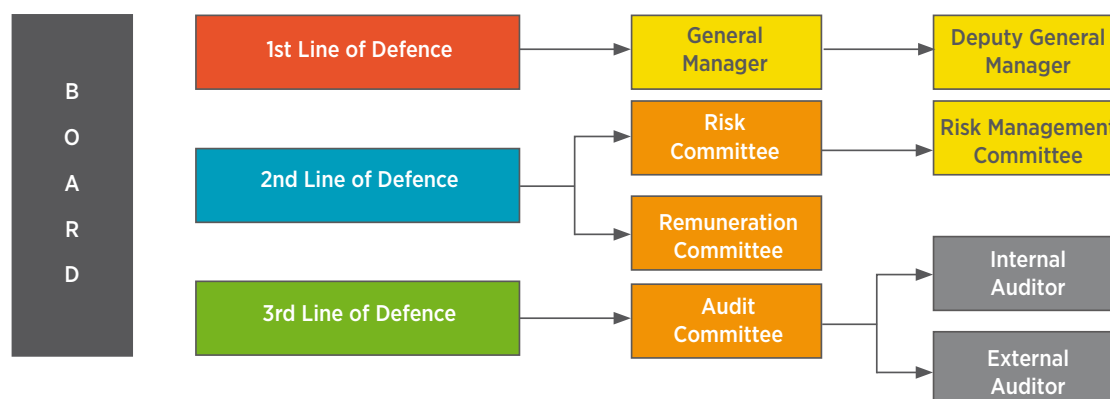 B
O
A
R
D
1st Line of Defence
General
Manager
Deputy General
Manager
2nd Line of Defence
Risk
Committee
Risk Management
Committee
Remuneration
Committee
3rd Line of Defence
Audit
Committee
Internal
Auditor
External
Auditor